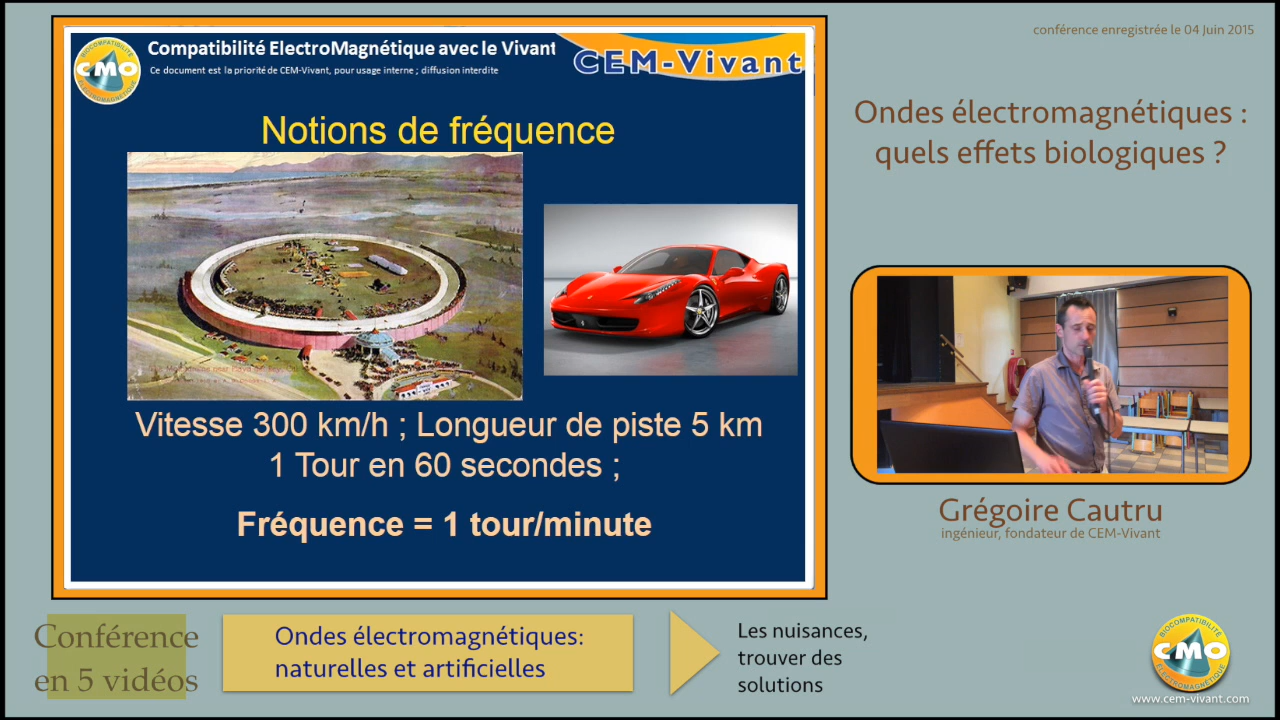 conférence enregistrée le 04 Juin 2015
BIOCOMPATIBILITÉ
CMO
ELECTROMAGNÉTIQUE
Compatibilité ElectroMagnétique avec le Vivant
Ce document est la priorité de CEM-Vivant, pour usage interne ; diffusion interdite
CEM-Vivant
Notions de fréquence
Vitesse 300 km/h ; Longueur de piste 5 km
1 Tour en 60 secondes ;
Fréquence = 1 tour/minute
Ondes électromagnétiques :
quels effets biologiques ?
Grégoire Cautru
ingénieur, fondateur de CEM-Vivant
Conférence
en 5 vidéos
Ondes électromagnétiques:
naturelles et artificielles
Les nuisances,
trouver des
solutions
BIOCOMPATIBILITÉ
CMO
ELECTROMAGNÉTIQUE
www.cem-vivant.com